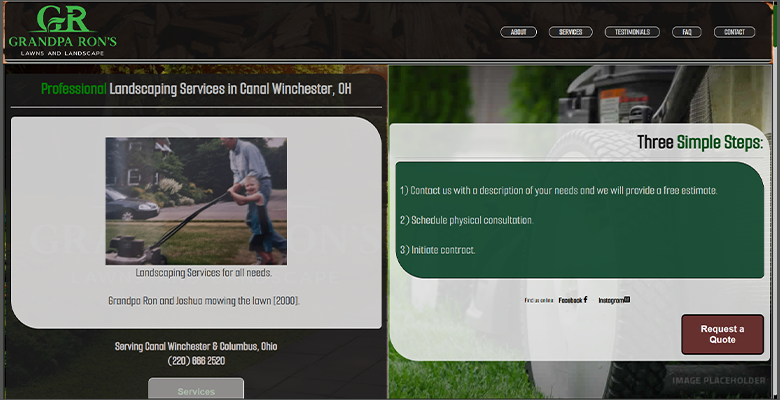 GR
GRANDPA RON'S
LAWNS AND LANDSCAPE
ABOUT
SERVICES
TESTIMONIALS
FAQ
CONTACT
Professional Landscaping Services in Canal Winchester, OH
Landscaping Services for all needs.
Grandpa Ron and Joshua mowing the lawn [2000].
Serving Canal Winchester & Columbus, Ohio
(220) 666 2520
Services
Three Simple Steps:
1) Contact us with a description of your needs and we will provide a free estimate.
2) Schedule physical consultation.
3) Initiate contract.
Find us online: Facebook Instagram
Request a
Quote
IMAGE PLACEHOLDER